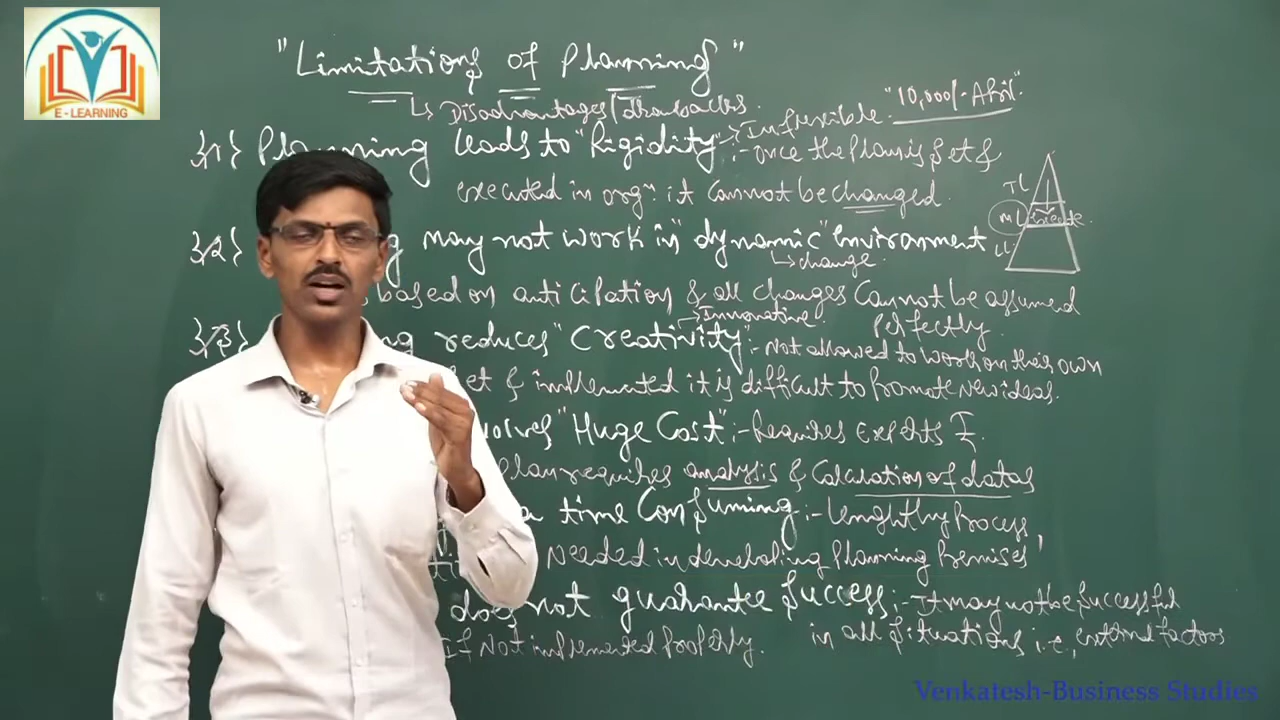 E - LEARNING
"Limitations of Planning"
↳ Disadvantages/drawbacks.
→ Inflexible. "10,000/- Abil"
1} Planning leads to "Rigidity" :- once the Plan is set &
executed in orgn. it cannot be changed.
TL
ML execute
LL
2} may not work in "dynamic" Environment
↳ change.
based on anticipation & all changes cannot be assumed
→ Innovative. Perfectly.
3} reduces "Creativity" :- Not allowed to work on their own
set & implemented it is difficult to Promote New ideas.
volves "Huge Cost" :- Requires experts
Plan requires analysis & Calculation of datas
a time Consuming :- Lenghthy Process
Needed in developing Planning Premises
does not guarantee Success :- It may not be Successful
If Not implemented Properly. in all situations i.e., external factors
Venkatesh-Business Studies